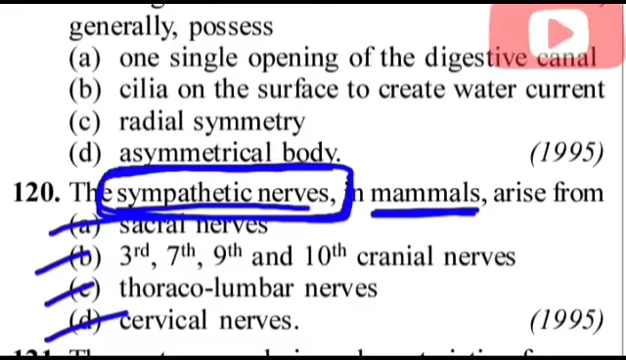 generally, possess
(a) one single opening of the digestive canal
(b) cilia on the surface to create water current
(c) radial symmetry
(d) asymmetrical body. (1995)
120. The sympathetic nerves, in mammals, arise from
(a) sacral nerves
(b) 3rd, 7th, 9th and 10th cranial nerves
(c) thoraco-lumbar nerves
(d) cervical nerves. (1995)